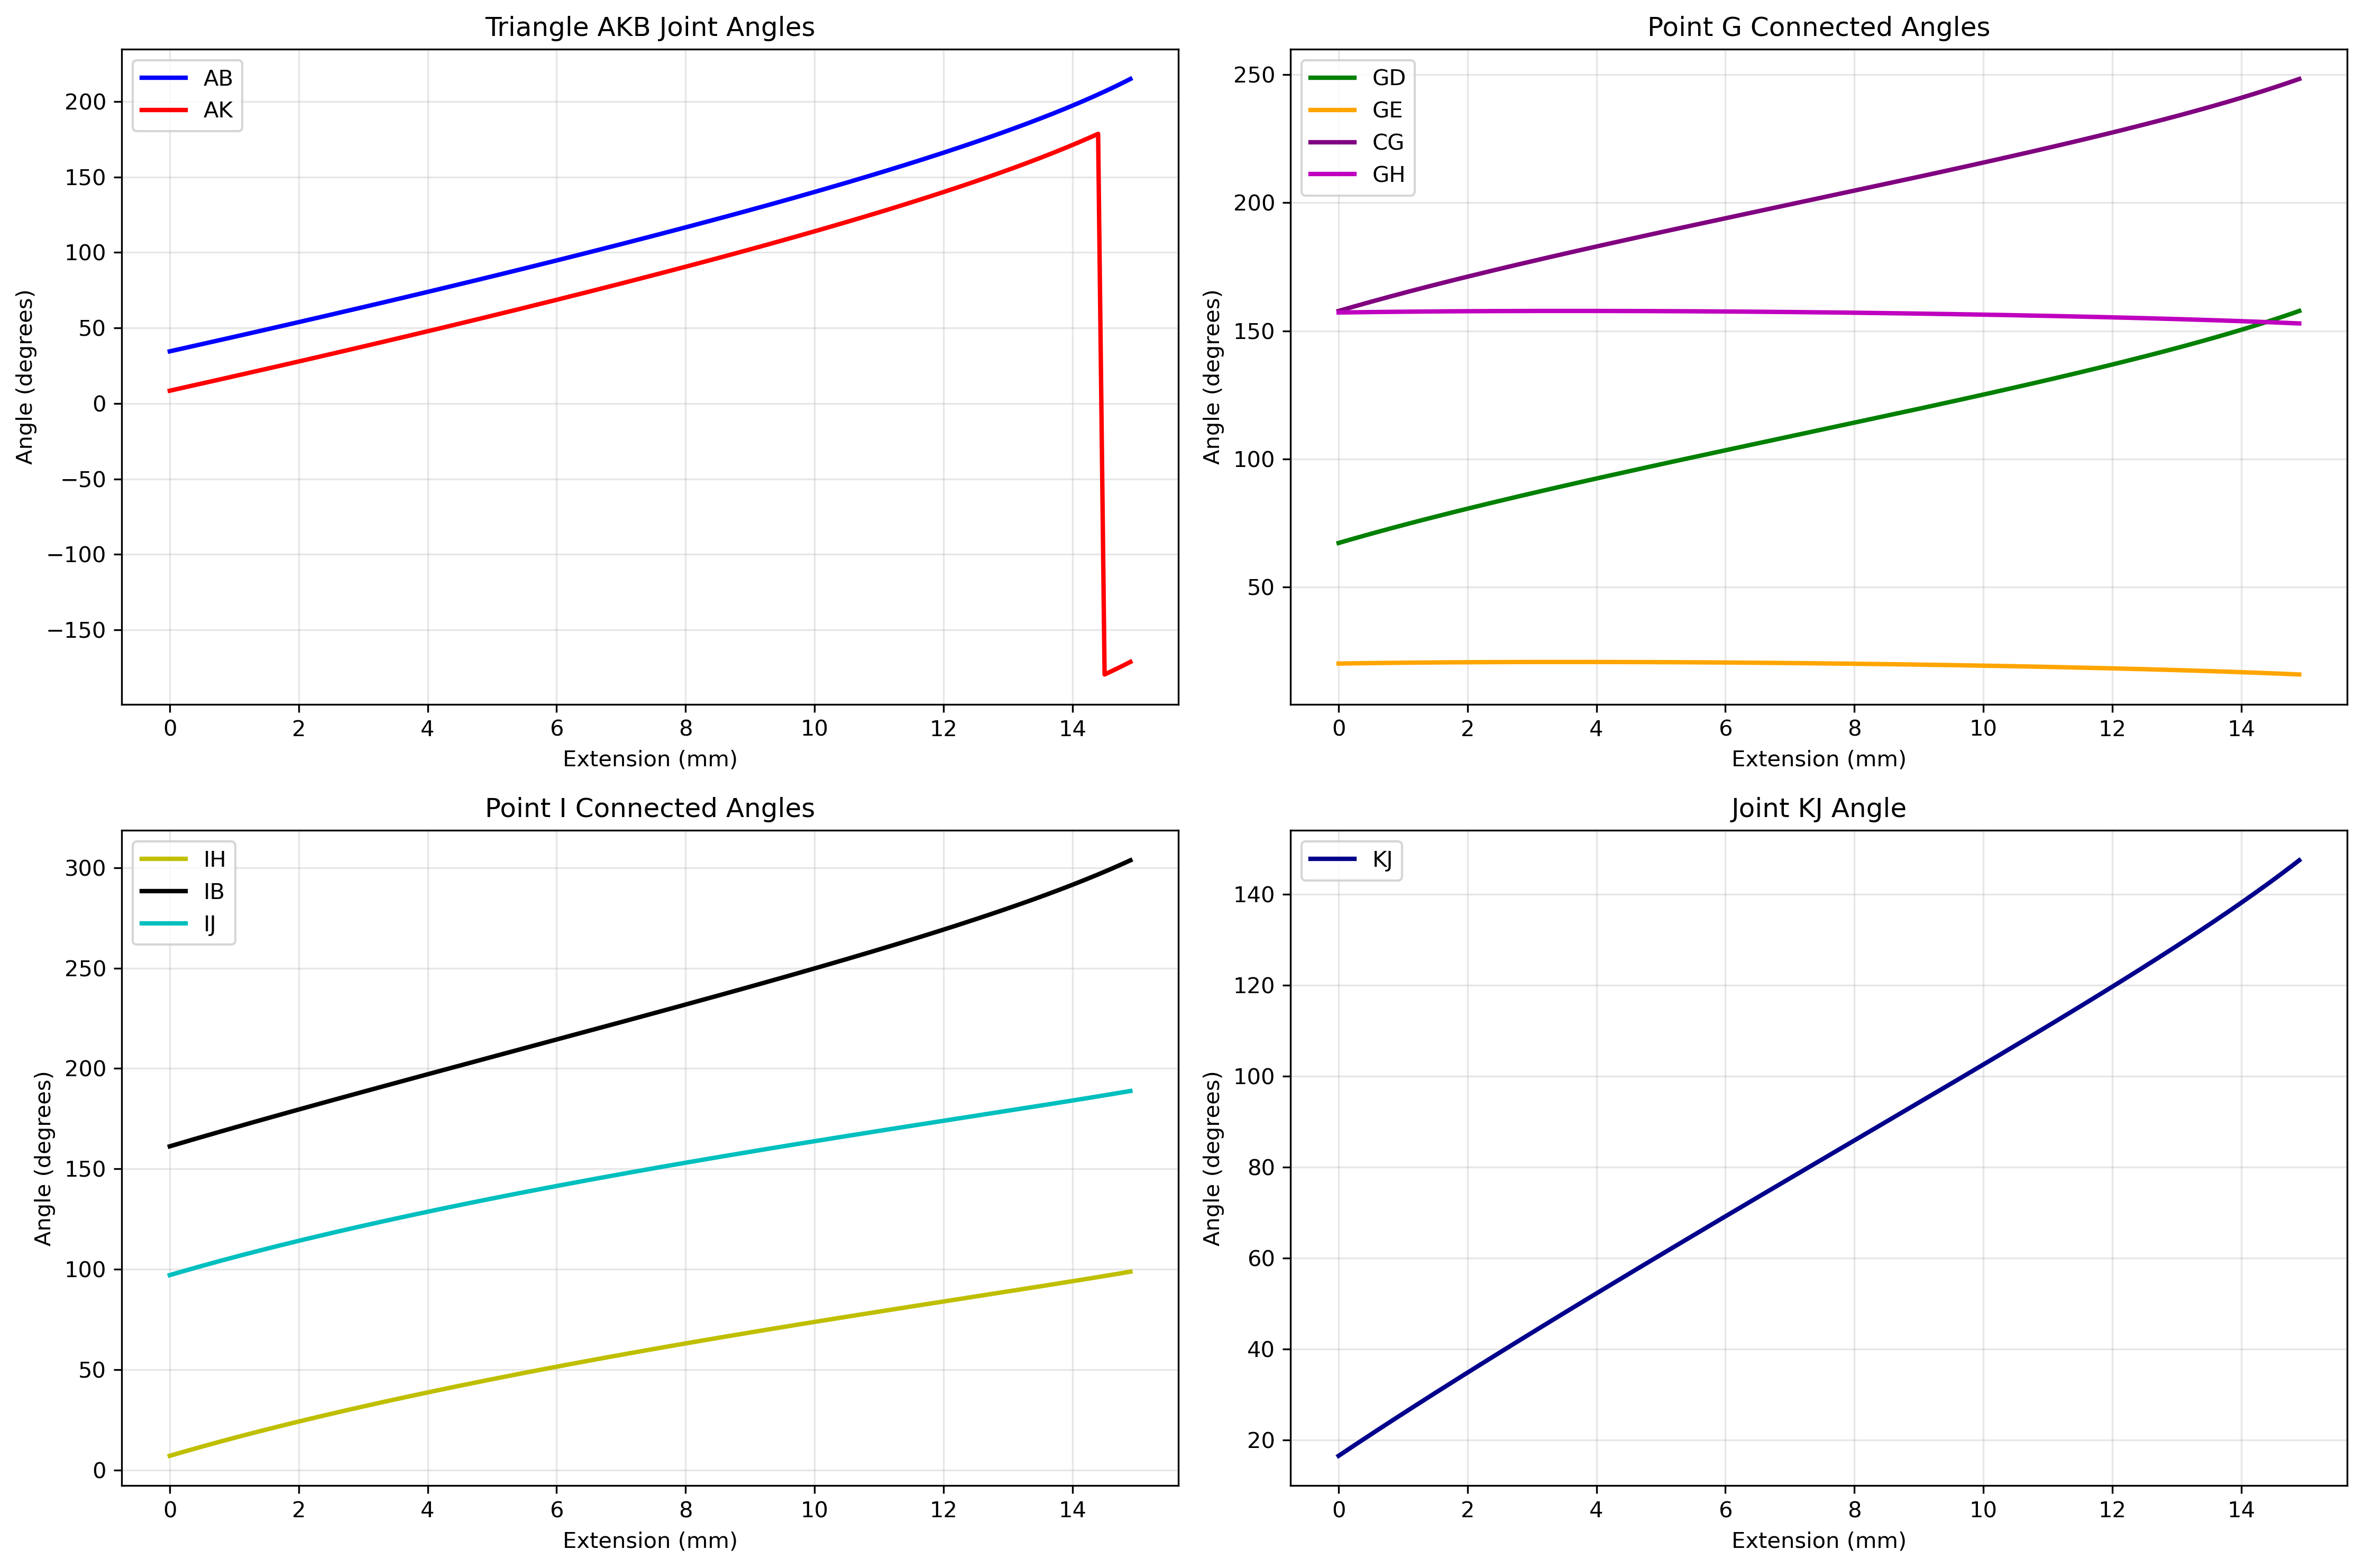 Triangle AKB Joint Angles
AB
AK
200
150
100
50
0
−50
−100
−150
Angle (degrees)
0 2 4 6 8 10 12 14
Extension (mm)
Point G Connected Angles
GD
GE
CG
GH
250
200
150
100
50
Angle (degrees)
0 2 4 6 8 10 12 14
Extension (mm)
Point I Connected Angles
IH
IB
IJ
300
250
200
150
100
50
0
Angle (degrees)
0 2 4 6 8 10 12 14
Extension (mm)
Joint KJ Angle
KJ
140
120
100
80
60
40
20
Angle (degrees)
0 2 4 6 8 10 12 14
Extension (mm)